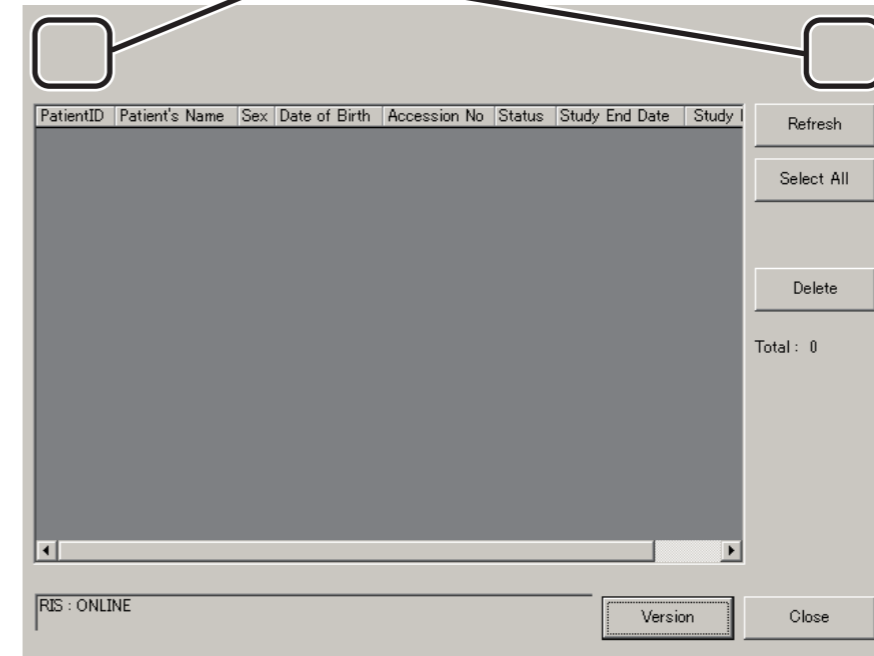 PatientID Patient's Name Sex Date of Birth Accession No Status Study End Date Study
Refresh
Select All
Delete
Total : 0
RIS : ONLINE
Version
Close